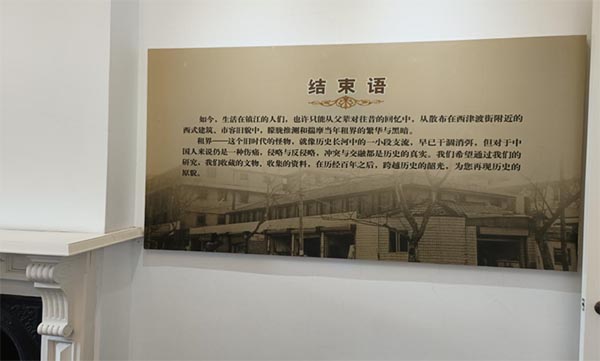 结束语
如今，生活在镇江的人们，也许只能从父辈对往昔的回忆中，从散布在西津渡街附近的
西式建筑、市容旧貌中，朦胧推测和揣摩当年租界的繁华与黑暗。
租界——这个旧时代的怪物，就像历史长河中的一小段支流，早已干涸消弭，但对于中
国人来说仍是一种伤痛，侵略与反侵略，冲突与交融都是历史的真实。我们希望通过我们的
研究，我们收藏的文物，收集的资料，在历经百年之后，跨越历史的韶光，为您再现历史的
原貌。